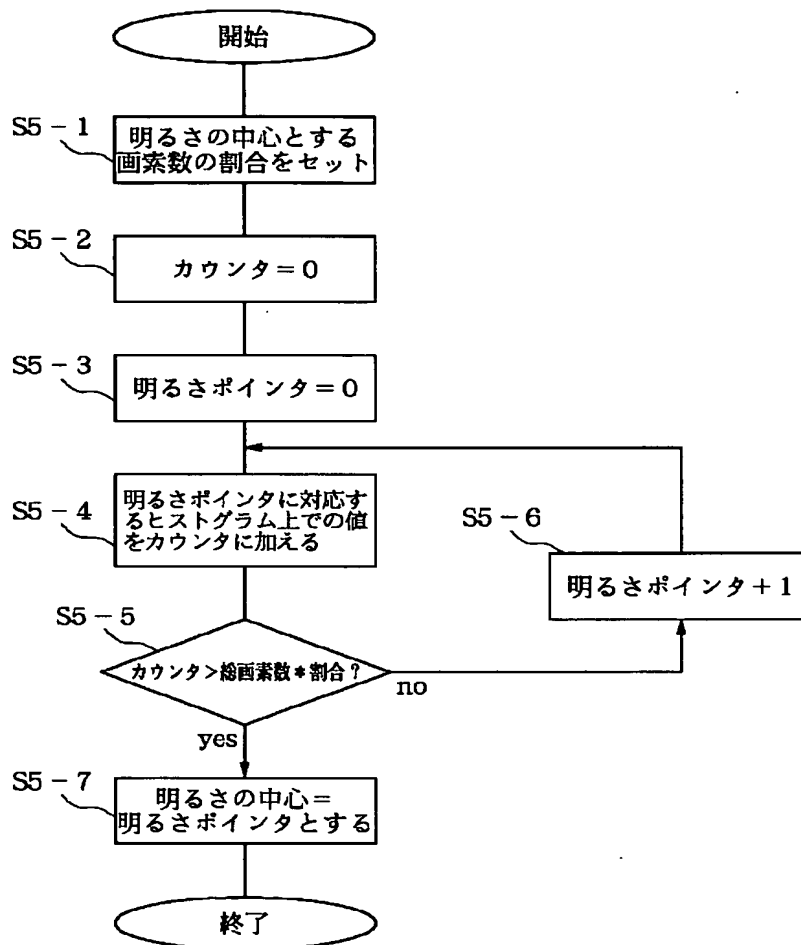 開始
S5-1
明るさの中心とする
画素数の割合をセット
S5-2
カウンタ=0
S5-3
明るさポインタ=0
S5-4
明るさポインタに対応す
るヒストグラム上での値
をカウンタに加える
S5-6
明るさポインタ+1
S5-5
カウンタ>総画素数*割合?
no
yes
S5-7
明るさの中心=
明るさポインタとする
終了